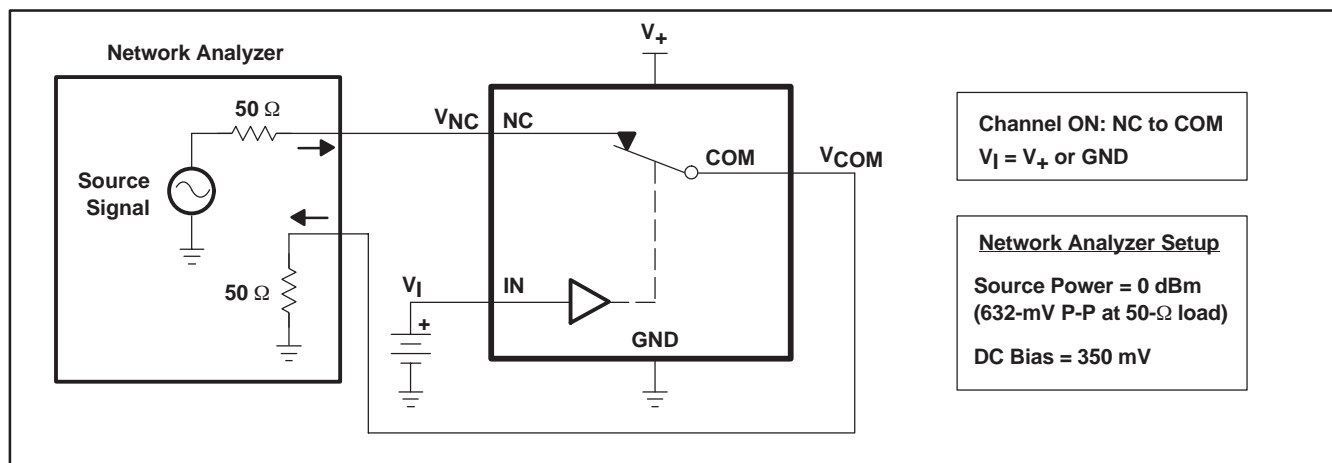 Network Analyzer
50 Ω
Source
Signal
50 Ω
V+
VNC
NC
COM
VCOM
VI
IN
+
GND
Channel ON: NC to COM
VI = V+ or GND
Network Analyzer Setup
Source Power = 0 dBm
(632-mV P-P at 50-Ω load)
DC Bias = 350 mV